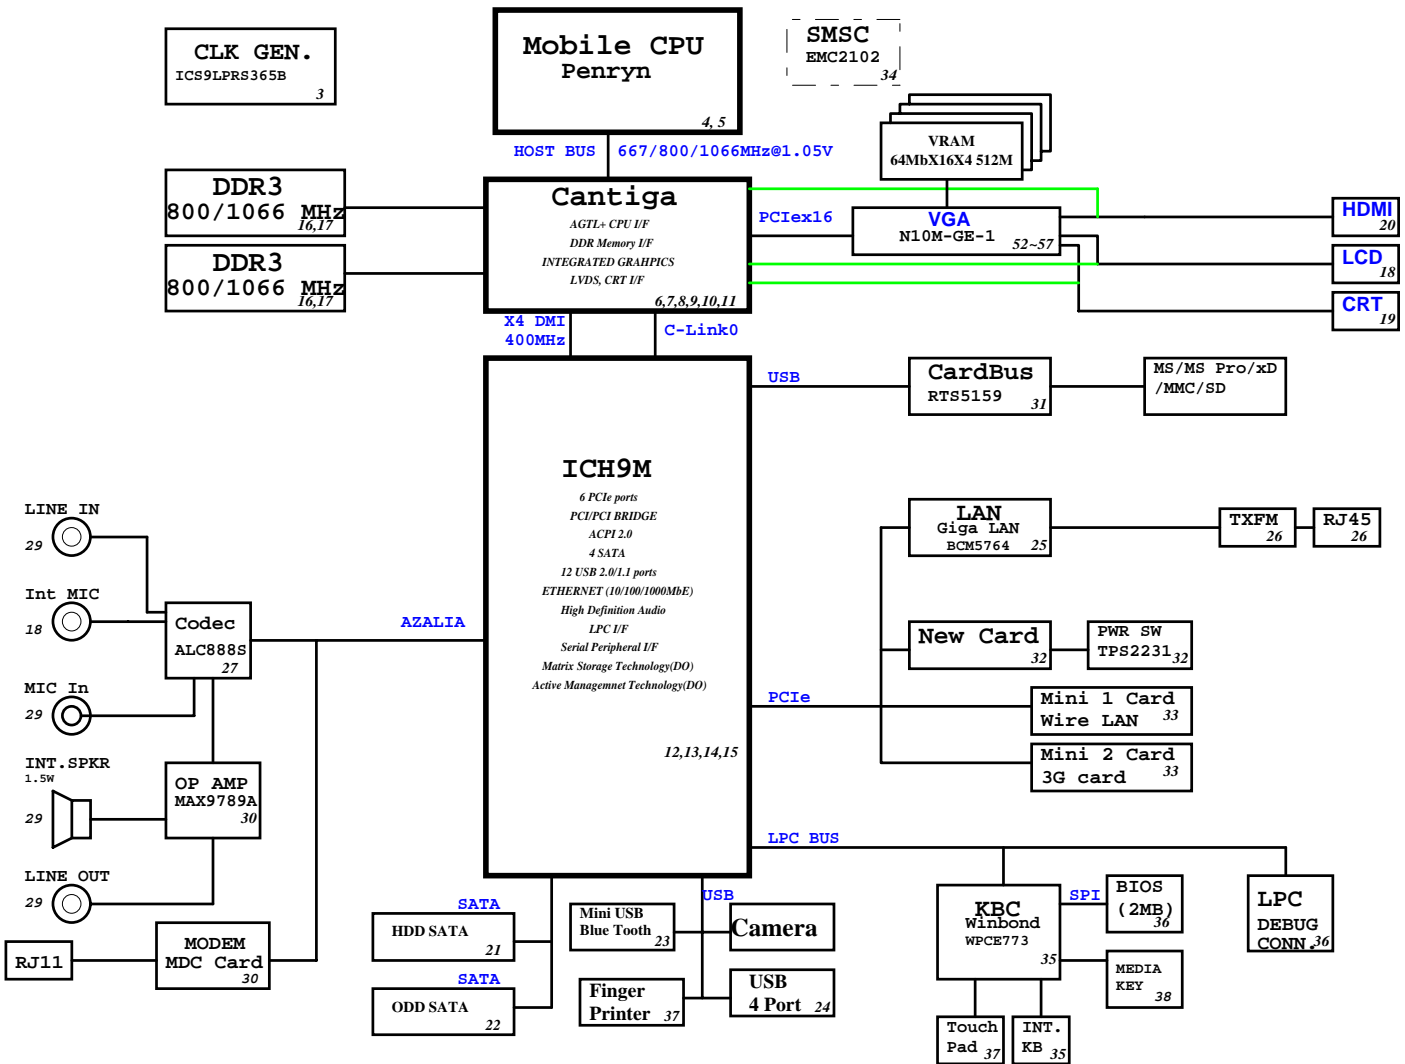 CLK GEN.
ICS9LPRS365B
3
Mobile CPU
Penryn
4, 5
SMSC
EMC2102
34
HOST BUS
667/800/1066MHz@1.05V
VRAM
64MbX16X4 512M
DDR3
800/1066 MHz
16,17
DDR3
800/1066 MHz
16,17
Cantiga
AGTL+ CPU I/F
DDR Memory I/F
INTEGRATED GRAHPICS
LVDS, CRT I/F
6,7,8,9,10,11
PCIex16
VGA
N10M-GE-1
52~57
HDMI
20
LCD
18
CRT
19
X4 DMI
400MHz
C-Link0
ICH9M
6 PCIe ports
PCI/PCI BRIDGE
ACPI 2.0
4 SATA
12 USB 2.0/1.1 ports
ETHERNET (10/100/1000MbE)
High Definition Audio
LPC I/F
Serial Peripheral I/F
Matrix Storage Technology(DO)
Active Managemnet Technology(DO)
12,13,14,15
USB
CardBus
RTS5159
31
MS/MS Pro/xD
/MMC/SD
LAN
Giga LAN
BCM5764
25
TXFM
26
RJ45
26
New Card
32
PWR SW
TPS2231
32
PCIe
Mini 1 Card
Wire LAN
33
Mini 2 Card
3G card
33
LINE IN
29
Int MIC
18
Codec
ALC888S
27
AZALIA
MIC In
29
INT.SPKR
1.5W
29
OP AMP
MAX9789A
30
LINE OUT
29
MODEM
MDC Card
30
RJ11
SATA
HDD SATA
21
SATA
ODD SATA
22
USB
Mini USB
Blue Tooth
23
Camera
Finger
Printer
37
USB
4 Port
24
LPC BUS
KBC
Winbond
WPCE773
35
SPI
BIOS
(2MB)
36
MEDIA
KEY
38
LPC
DEBUG
CONN.
36
Touch
Pad
37
INT.
KB
35